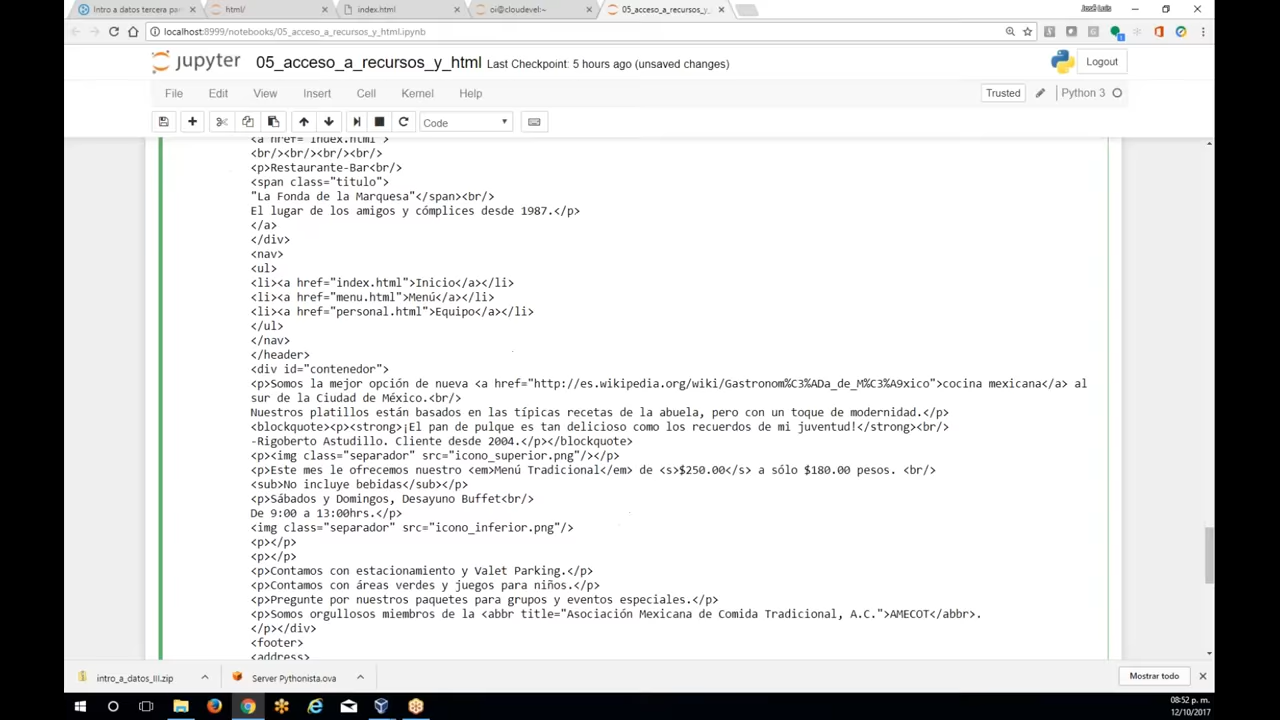 Intro a datos tercera pa
html/
index.html
oi@cloudevel:~
05_acceso_a_recursos_y_
José Luis
localhost:8999/notebooks/05_acceso_a_recursos_y_html.ipynb
jupyter 05_acceso_a_recursos_y_html Last Checkpoint: 5 hours ago (unsaved changes)
Logout
File Edit View Insert Cell Kernel Help
Trusted
Python 3
Code
<a href="index.html">
<br/><br/><br/><br/>
<p>Restaurante-Bar<br/>
<span class="titulo">
"La Fonda de la Marquesa"</span><br/>
El lugar de los amigos y cómplices desde 1987.</p>
</a>
</div>
<nav>
<ul>
<li><a href="index.html">Inicio</a></li>
<li><a href="menu.html">Menú</a></li>
<li><a href="personal.html">Equipo</a></li>
</ul>
</nav>
</header>
<div id="contenedor">
<p>Somos la mejor opción de nueva <a href="http://es.wikipedia.org/wiki/Gastronom%C3%ADa_de_M%C3%A9xico">cocina mexicana</a> al
sur de la Ciudad de México.<br/>
Nuestros platillos están basados en las típicas recetas de la abuela, pero con un toque de modernidad.</p>
<blockquote><p><strong>¡El pan de pulque es tan delicioso como los recuerdos de mi juventud!</strong><br/>
-Rigoberto Astudillo. Cliente desde 2004.</p></blockquote>
<p><img class="separador" src="icono_superior.png"/></p>
<p>Este mes le ofrecemos nuestro <em>Menú Tradicional</em> de <s>$250.00</s> a sólo $180.00 pesos. <br/>
<sub>No incluye bebidas</sub></p>
<p>Sábados y Domingos, Desayuno Buffet<br/>
De 9:00 a 13:00hrs.</p>
<img class="separador" src="icono_inferior.png"/>
<p></p>
<p></p>
<p>Contamos con estacionamiento y Valet Parking.</p>
<p>Contamos con áreas verdes y juegos para niños.</p>
<p>Pregunte por nuestros paquetes para grupos y eventos especiales.</p>
<p>Somos orgullosos miembros de la <abbr title="Asociación Mexicana de Comida Tradicional, A.C.">AMECOT</abbr>.
</p></div>
<footer>
<address>
intro_a_datos_III.zip
Server Pythonista.ova
Mostrar todo
08:52 p. m.
12/10/2017